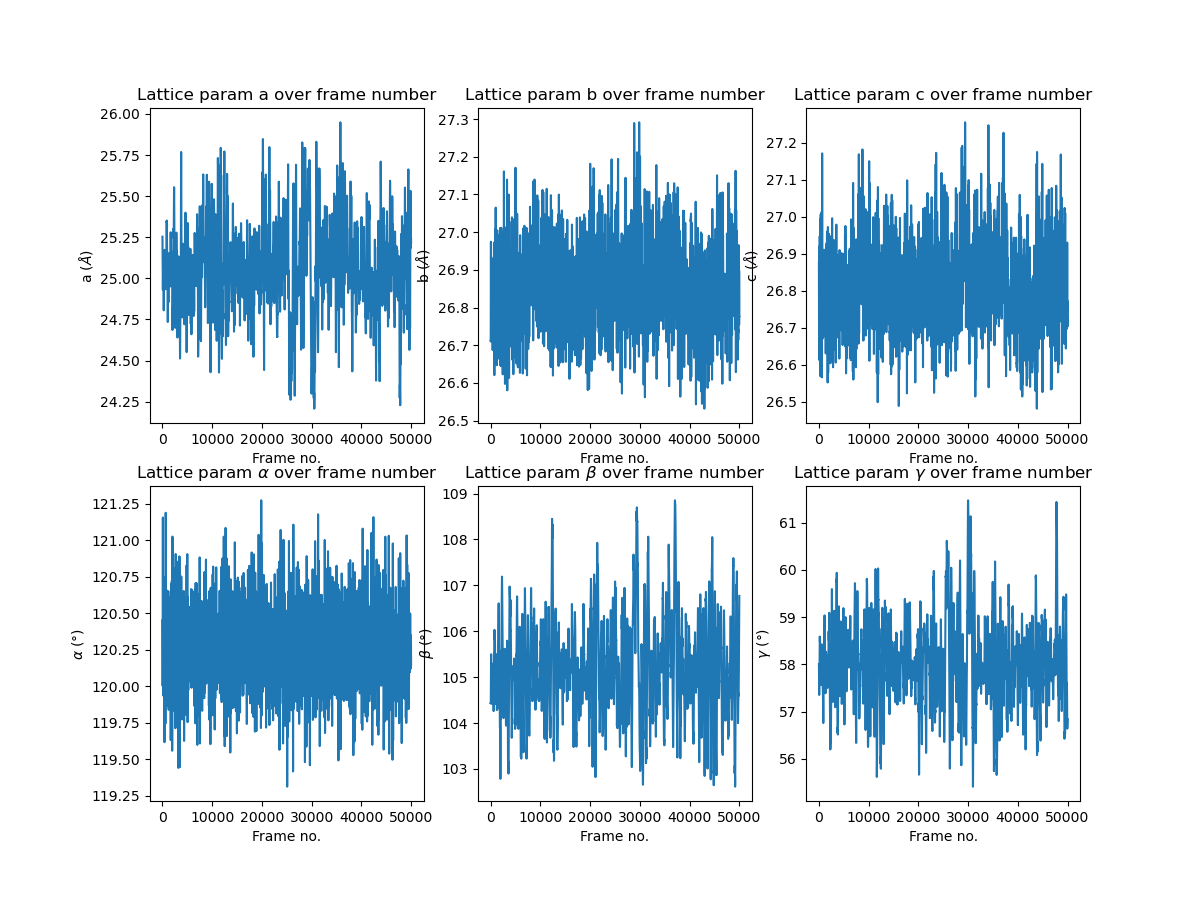 Lattice param a over frame number
26.00
25.75
25.50
25.25
25.00
24.75
24.50
24.25
a (Å)
0 10000 20000 30000 40000 50000
Frame no.
Lattice param b over frame number
27.3
27.2
27.1
27.0
26.9
26.8
26.7
26.6
26.5
b (Å)
0 10000 20000 30000 40000 50000
Frame no.
Lattice param c over frame number
27.2
27.1
27.0
26.9
26.8
26.7
26.6
26.5
c (Å)
0 10000 20000 30000 40000 50000
Frame no.
Lattice param α over frame number
121.25
121.00
120.75
120.50
120.25
120.00
119.75
119.50
119.25
α (°)
0 10000 20000 30000 40000 50000
Frame no.
Lattice param β over frame number
109
108
107
106
105
104
103
β (°)
0 10000 20000 30000 40000 50000
Frame no.
Lattice param γ over frame number
61
60
59
58
57
56
γ (°)
0 10000 20000 30000 40000 50000
Frame no.